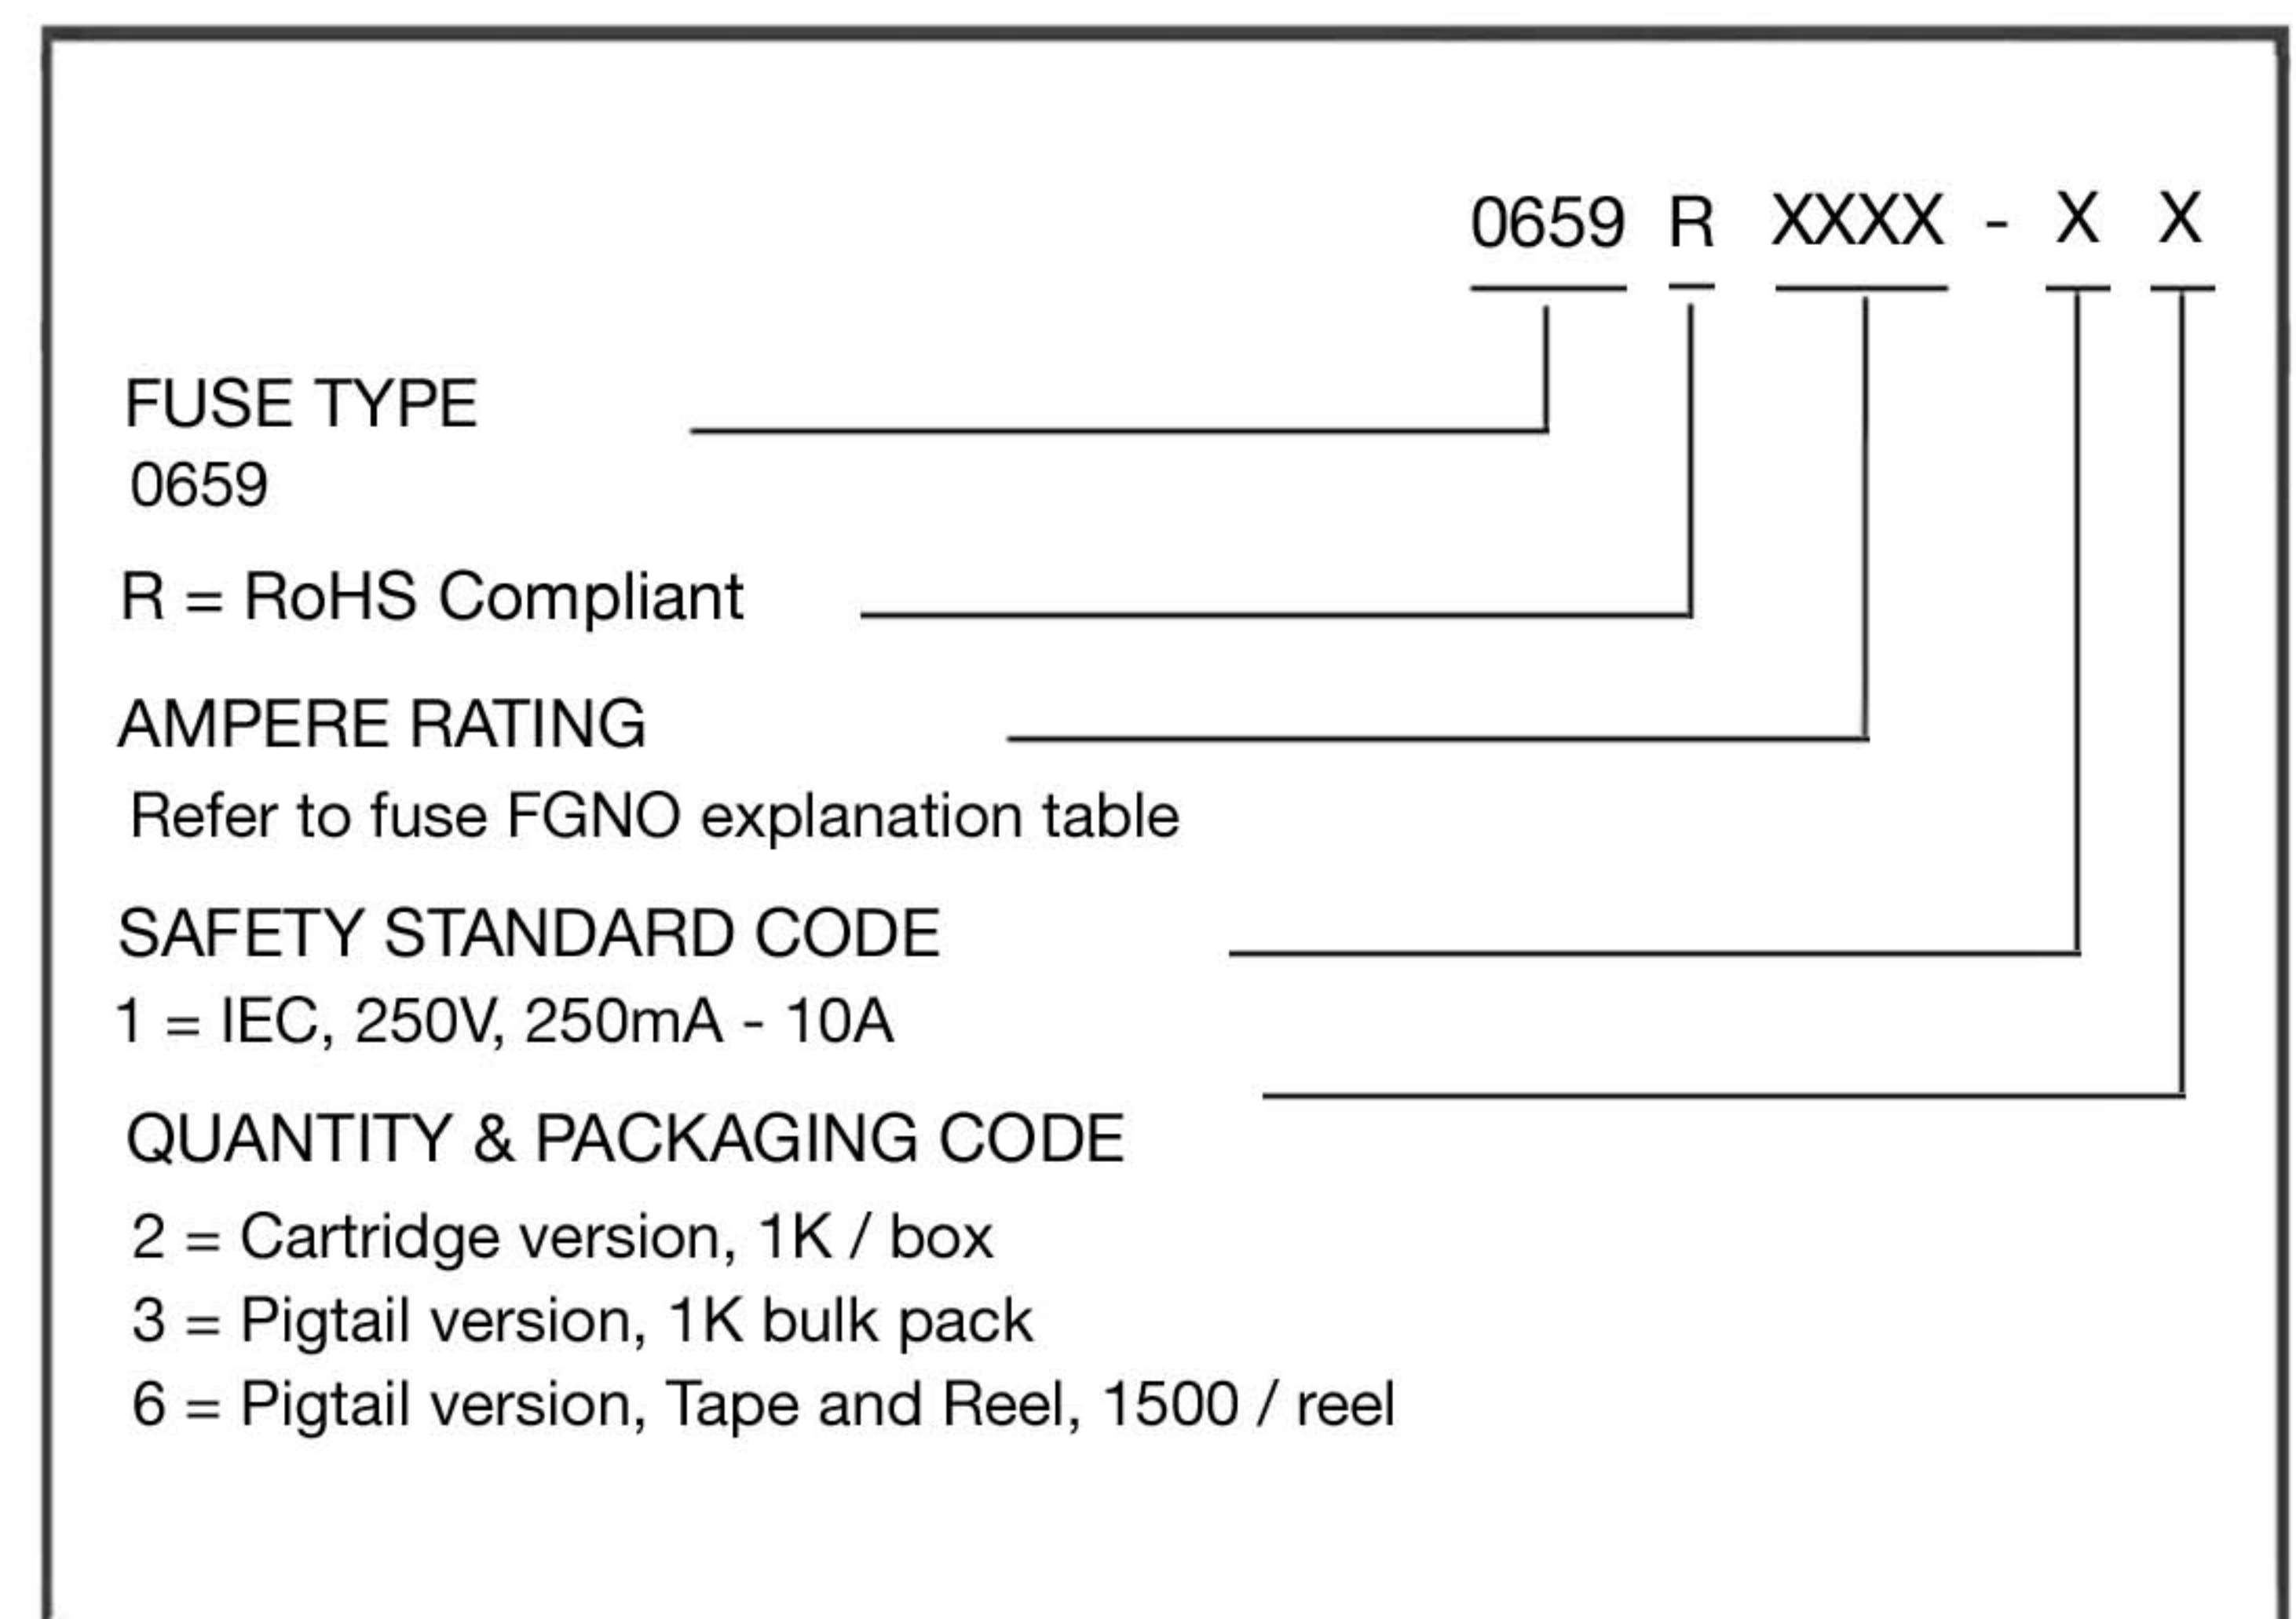 0659 R XXXX - X X
FUSE TYPE
0659
R = RoHS Compliant
AMPERE RATING
Refer to fuse FGNO explanation table
SAFETY STANDARD CODE
1 = IEC, 250V, 250mA - 10A
QUANTITY & PACKAGING CODE
2 = Cartridge version, 1K / box
3 = Pigtail version, 1K bulk pack
6 = Pigtail version, Tape and Reel, 1500 / reel